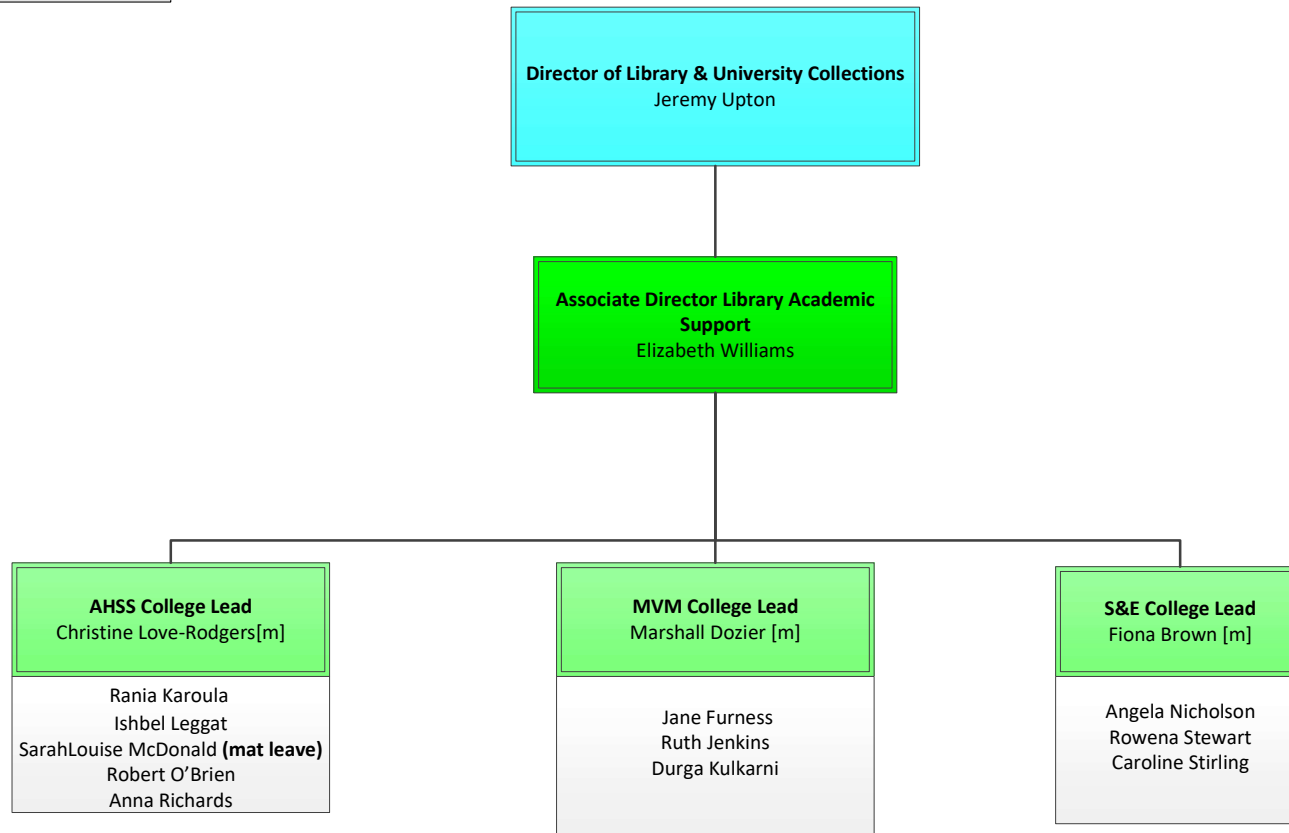 Director of Library & University Collections
Jeremy Upton
Associate Director Library Academic
Support
Elizabeth Williams
AHSS College Lead
Christine Love-Rodgers[m]
Rania Karoula
Ishbel Leggat
SarahLouise McDonald (mat leave)
Robert O’Brien
Anna Richards
MVM College Lead
Marshall Dozier [m]
Jane Furness
Ruth Jenkins
Durga Kulkarni
S&E College Lead
Fiona Brown [m]
Angela Nicholson
Rowena Stewart
Caroline Stirling